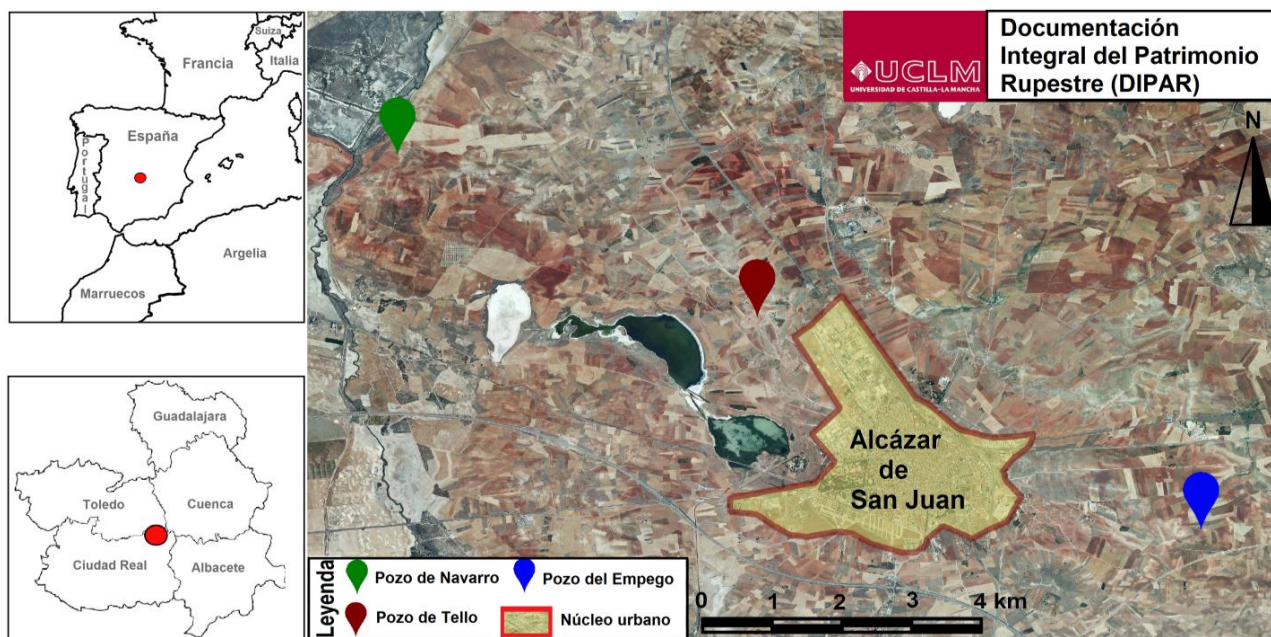 Suiza
Francia
Italia
España
Portugal
Argelia
Marruecos
Guadalajara
Toledo
Cuenca
Ciudad Real
Albacete
UCLM
UNIVERSIDAD DE CASTILLA-LA MANCHA
Documentación
Integral del Patrimonio
Rupestre (DIPAR)
N
Alcázar
de
San Juan
Leyenda
Pozo de Navarro
Pozo del Empego
Pozo de Tello
Núcleo urbano
0 1 2 3 4 km